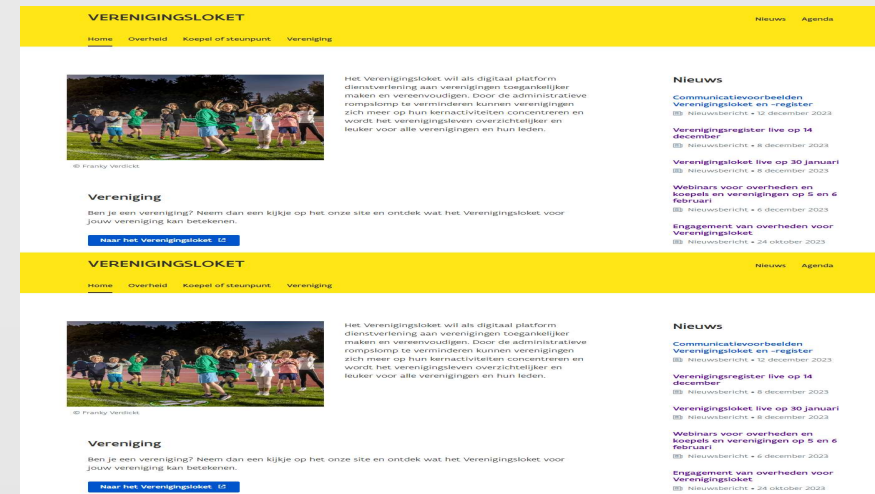 VERENIGINGSLOKET
Nieuws Agenda
Home Overheid Koepel of steunpunt Vereniging
Het Verenigingsloket wil als digitaal platform
dienstverlening aan verenigingen toegankelijker
maken en vereenvoudigen. Door de administratieve
rompslomp te verminderen kunnen verenigingen
zich meer op hun kernactiviteiten concentreren en
wordt het verenigingsleven overzichtelijker en
leuker voor alle verenigingen en hun leden.
© Franky Verdickt
Vereniging
Ben je een vereniging? Neem dan een kijkje op het onze site en ontdek wat het Verenigingsloket voor
jouw vereniging kan betekenen.
Naar het Verenigingsloket
Nieuws
Communicatievoorbeelden
Verenigingsloket en -register
Nieuwsbericht • 12 december 2023
Verenigingsregister live op 14
december
Nieuwsbericht • 8 december 2023
Verenigingsloket live op 30 januari
Nieuwsbericht • 8 december 2023
Webinars voor overheden en
koepels en verenigingen op 5 en 6
februari
Nieuwsbericht • 6 december 2023
Engagement van overheden voor
Verenigingsloket
Nieuwsbericht • 24 oktober 2023
VERENIGINGSLOKET
Nieuws Agenda
Home Overheid Koepel of steunpunt Vereniging
Het Verenigingsloket wil als digitaal platform
dienstverlening aan verenigingen toegankelijker
maken en vereenvoudigen. Door de administratieve
rompslomp te verminderen kunnen verenigingen
zich meer op hun kernactiviteiten concentreren en
wordt het verenigingsleven overzichtelijker en
leuker voor alle verenigingen en hun leden.
© Franky Verdickt
Vereniging
Ben je een vereniging? Neem dan een kijkje op het onze site en ontdek wat het Verenigingsloket voor
jouw vereniging kan betekenen.
Naar het Verenigingsloket
Nieuws
Communicatievoorbeelden
Verenigingsloket en -register
Nieuwsbericht • 12 december 2023
Verenigingsregister live op 14
december
Nieuwsbericht • 8 december 2023
Verenigingsloket live op 30 januari
Nieuwsbericht • 8 december 2023
Webinars voor overheden en
koepels en verenigingen op 5 en 6
februari
Nieuwsbericht • 6 december 2023
Engagement van overheden voor
Verenigingsloket
Nieuwsbericht • 24 oktober 2023